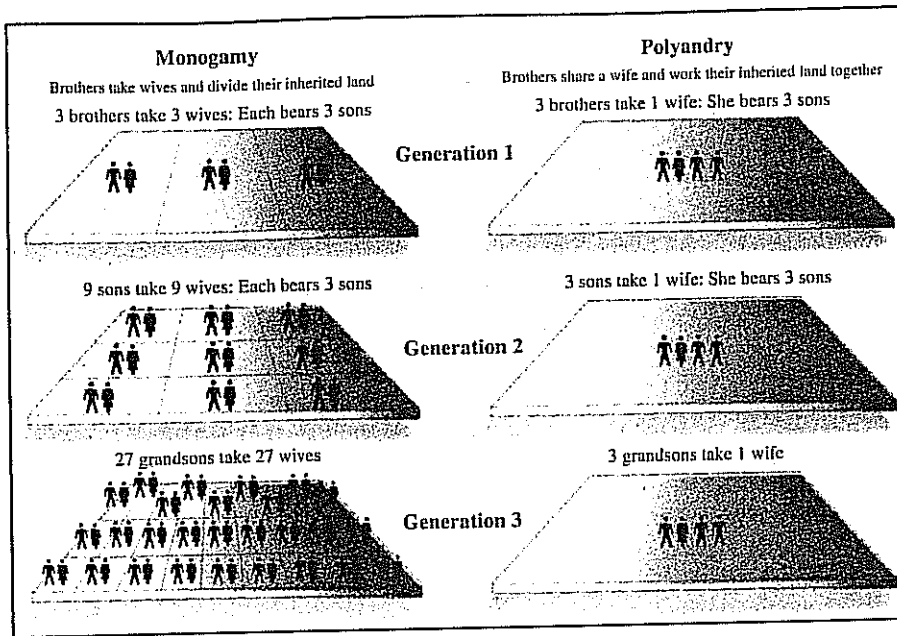 Monogamy
Brothers take wives and divide their inherited land
3 brothers take 3 wives: Each bears 3 sons
Polyandry
Brothers share a wife and work their inherited land together
3 brothers take 1 wife: She bears 3 sons
Generation 1
9 sons take 9 wives: Each bears 3 sons
3 sons take 1 wife: She bears 3 sons
Generation 2
27 grandsons take 27 wives
3 grandsons take 1 wife
Generation 3